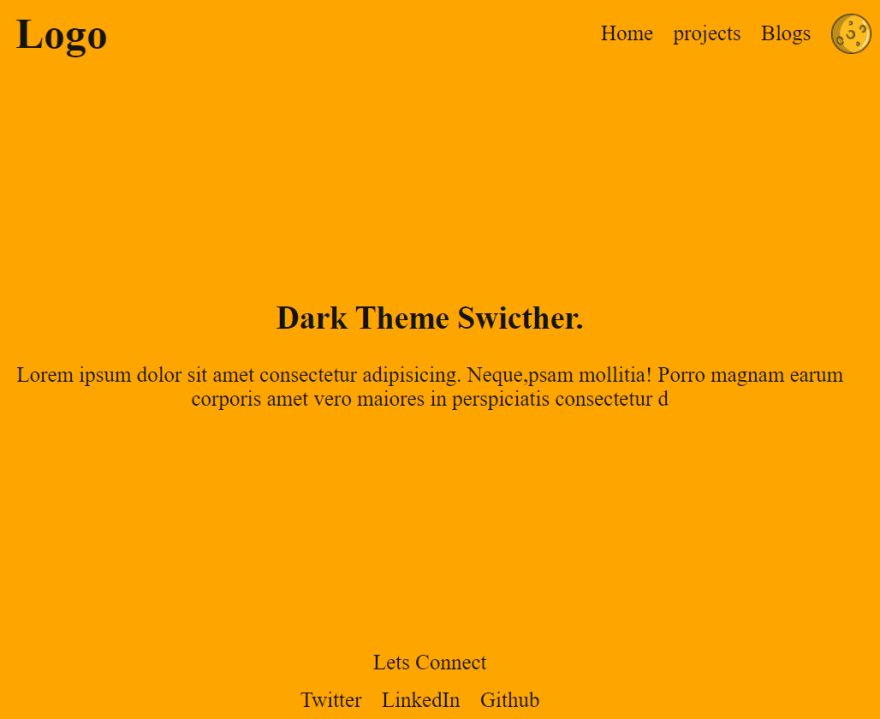 Logo
Home projects Blogs
Dark Theme Swicther.
Lorem ipsum dolor sit amet consectetur adipisicing. Neque,psam mollitia! Porro magnam earum
corporis amet vero maiores in perspiciatis consectetur d
Lets Connect
Twitter LinkedIn Github